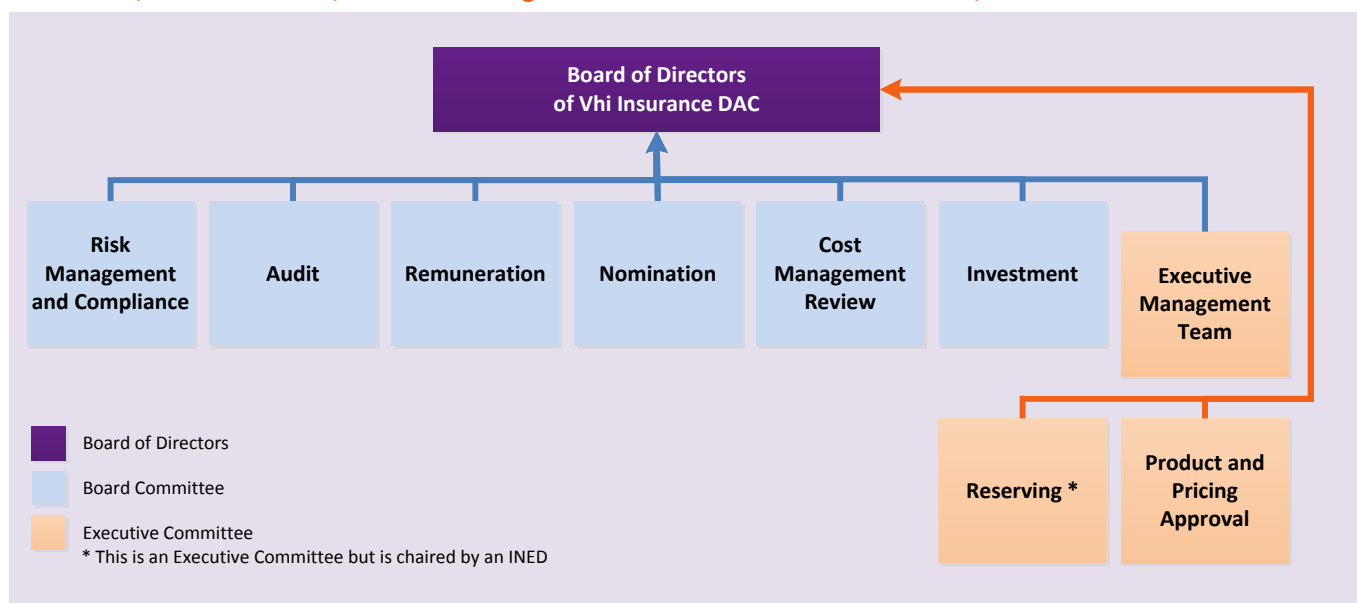 Board of Directors
of Vhi Insurance DAC
Risk
Management
and Compliance
Audit
Remuneration
Nomination
Cost
Management
Review
Investment
Executive
Management
Team
Reserving *
Product and
Pricing
Approval
Board of Directors
Board Committee
Executive Committee
* This is an Executive Committee but is chaired by an INED